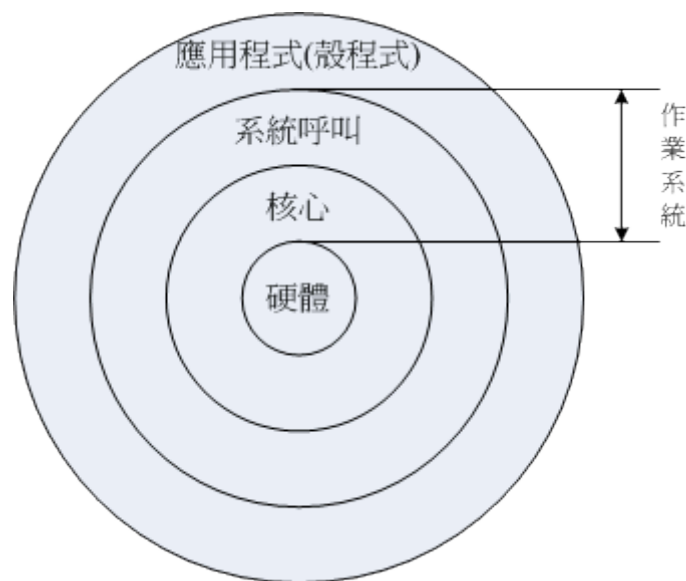 應用程式(殼程式)
系統呼叫
核心
硬體
作業系統